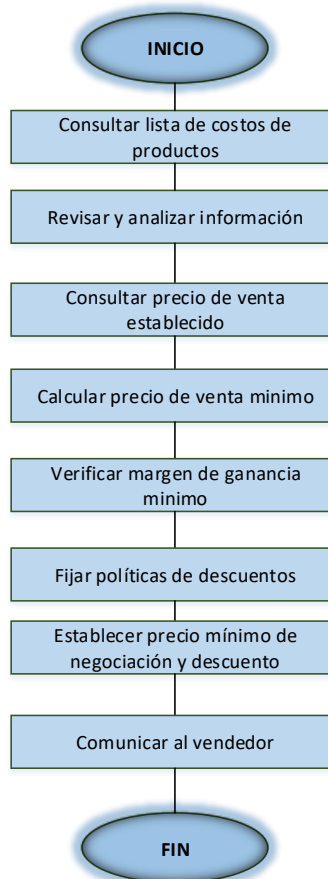 INICIO
Consultar lista de costos de
productos
Revisar y analizar información
Consultar precio de venta
establecido
Calcular precio de venta minimo
Verificar margen de ganancia
minimo
Fijar políticas de descuentos
Establecer precio mínimo de
negociación y descuento
Comunicar al vendedor
FIN